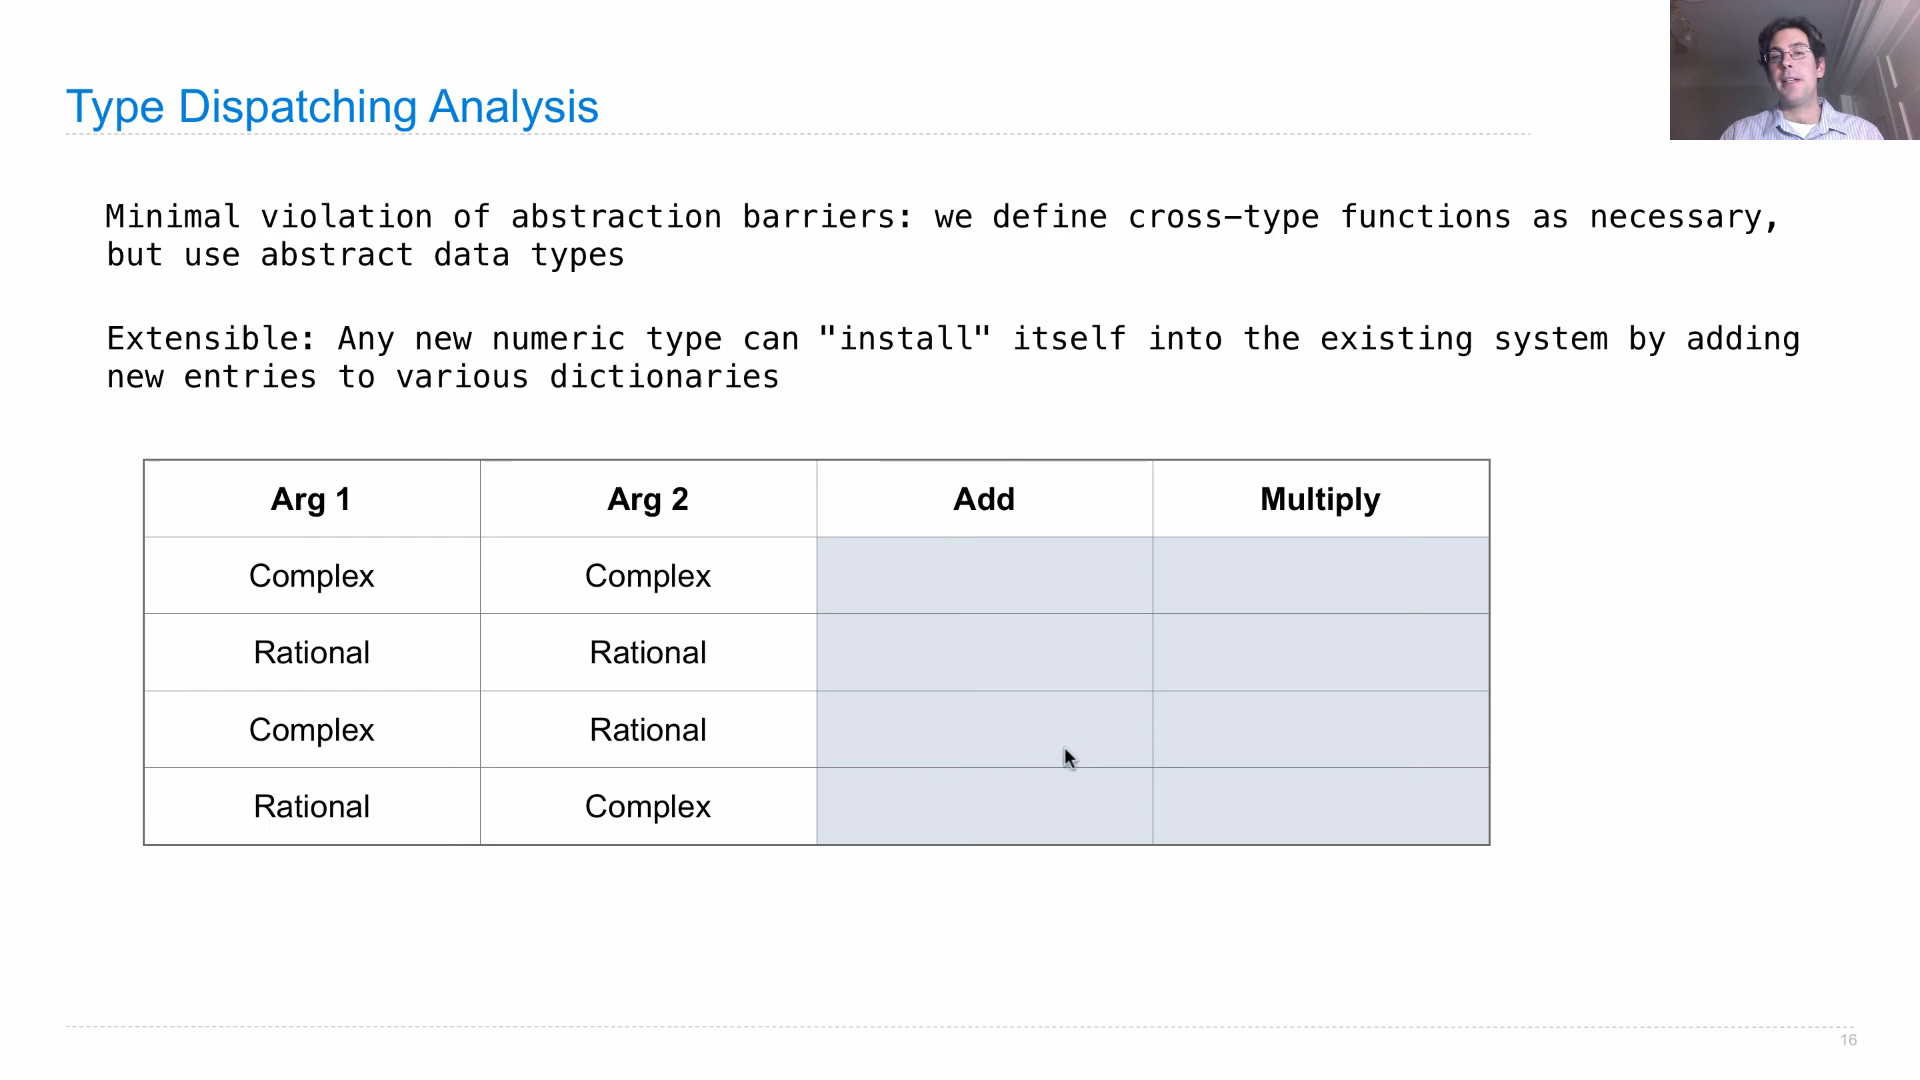 Type Dispatching Analysis
Minimal violation of abstraction barriers: we define cross-type functions as necessary,
but use abstract data types
Extensible: Any new numeric type can "install" itself into the existing system by adding
new entries to various dictionaries
Arg 1 Arg 2 Add Multiply
Complex Complex
Rational Rational
Complex Rational
Rational Complex
16